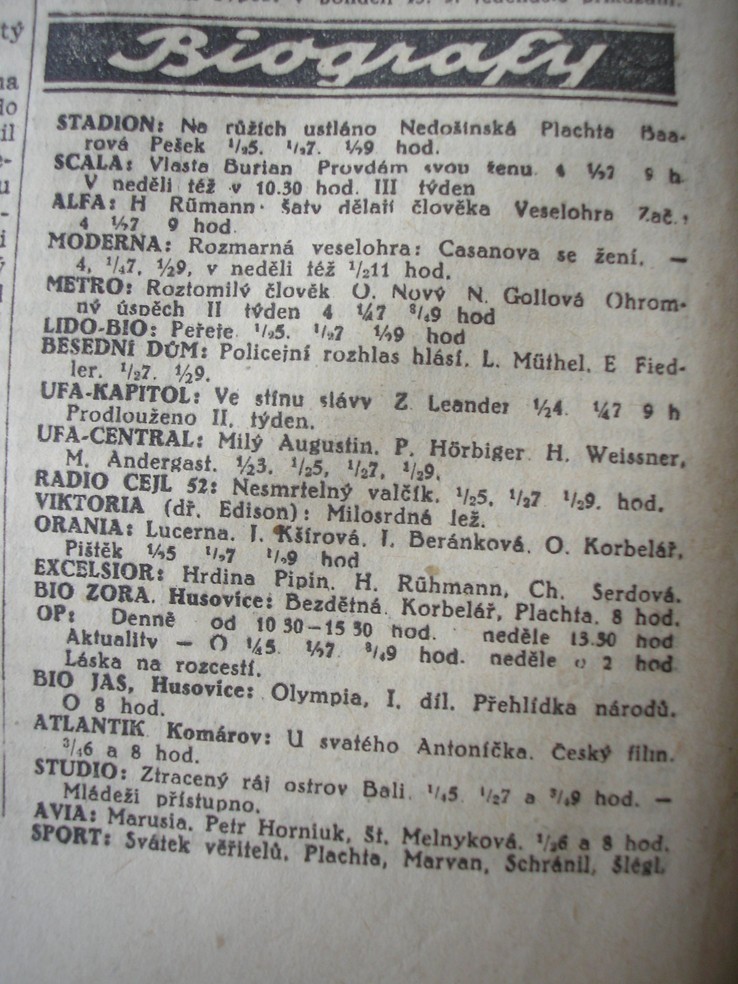 Biografy
STADION: Na růžích ustláno Nedošinská Plachta Baa-
rová Pešek ½5. ½7. ½9 hod.
SCALA: Vlasta Burian Provdám svou ženu. 4 ½7 9 h
V neděli též v 10.30 hod. III týden
ALFA: H Rümann· šaty dělají člověka Veselohra Zač.
4 ½7 9 hod.
MODERNA: Rozmarná veselohra: Casanova se žení. —
4, ¼7, ½9, v neděli též ½11 hod.
METRO: Roztomilý člověk O. Nový N. Gollová Ohrom-
ný úspěch II týden 4 ¼7 ¾9 hod
LIDO-BIO: Peřeje ½5. ½7 ½9 hod
BESEDNÍ DŮM: Policejní rozhlas hlásí. L. Müthel, E Fied-
ler. ½7. ½9.
UFA-KAPITOL: Ve stínu slávy Z Leander ½4. ¼7 9 h
Prodlouženo II. týden.
UFA-CENTRAL: Milý Augustin. P. Hörbiger H. Weissner,
M. Andergast. ½3. ½5, ½7, ½9.
RADIO CEJL 52: Nesmrtelný valčík. ½5. ½7 ½9. hod.
VIKTORIA (dř. Edison): Milosrdná lež.
ORANIA: Lucerna. J. Kšírová. J. Beránková. O. Korbelář.
Pištěk ½5 ½7 ½9 hod
EXCELSIOR: Hrdina Pipin. H. Rühmann, Ch. Serdová.
BIO ZORA. Husovice: Bezdětná. Korbelář, Plachta. 8 hod.
OP: Denně od 10 30—15 30 hod. neděle 13.30 hod
Aktuality — O ¼5. ½7 ¾9 hod. neděle o 2 hod
Láska na rozcestí.
BIO JAS, Husovice: Olympia, I. díl. Přehlídka národů.
O 8 hod.
ATLANTIK Komárov: U svatého Antoníčka. Český film.
¾6 a 8 hod.
STUDIO: Ztracený ráj ostrov Bali. ¼5 ½7 a ¾9 hod. —
Mládeži přístupno.
AVIA: Marusia. Petr Horniuk, St. Melnyková. ½6 a 8 hod.
SPORT: Svátek věřitelů. Plachta, Marvan, Schránil, Šlégl.